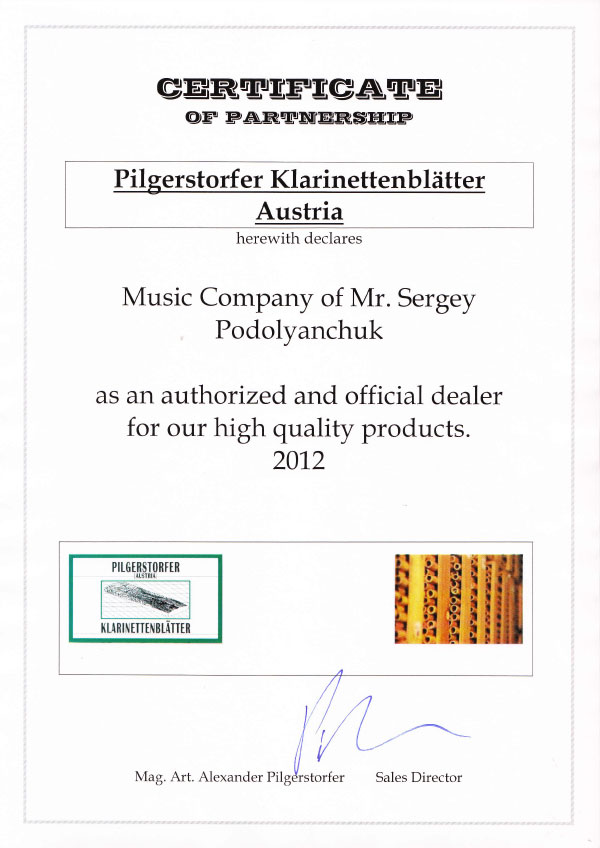 CERTIFICATE
OF PARTNERSHIP
Pilgerstorfer Klarinettenblätter
Austria
herewith declares
Music Company of Mr. Sergey
Podolyanchuk
as an authorized and official dealer
for our high quality products.
2012
PILGERSTORFER
AUSTRIA
KLARINETTENBLÄTTER
Mag. Art. Alexander Pilgerstorfer Sales Director